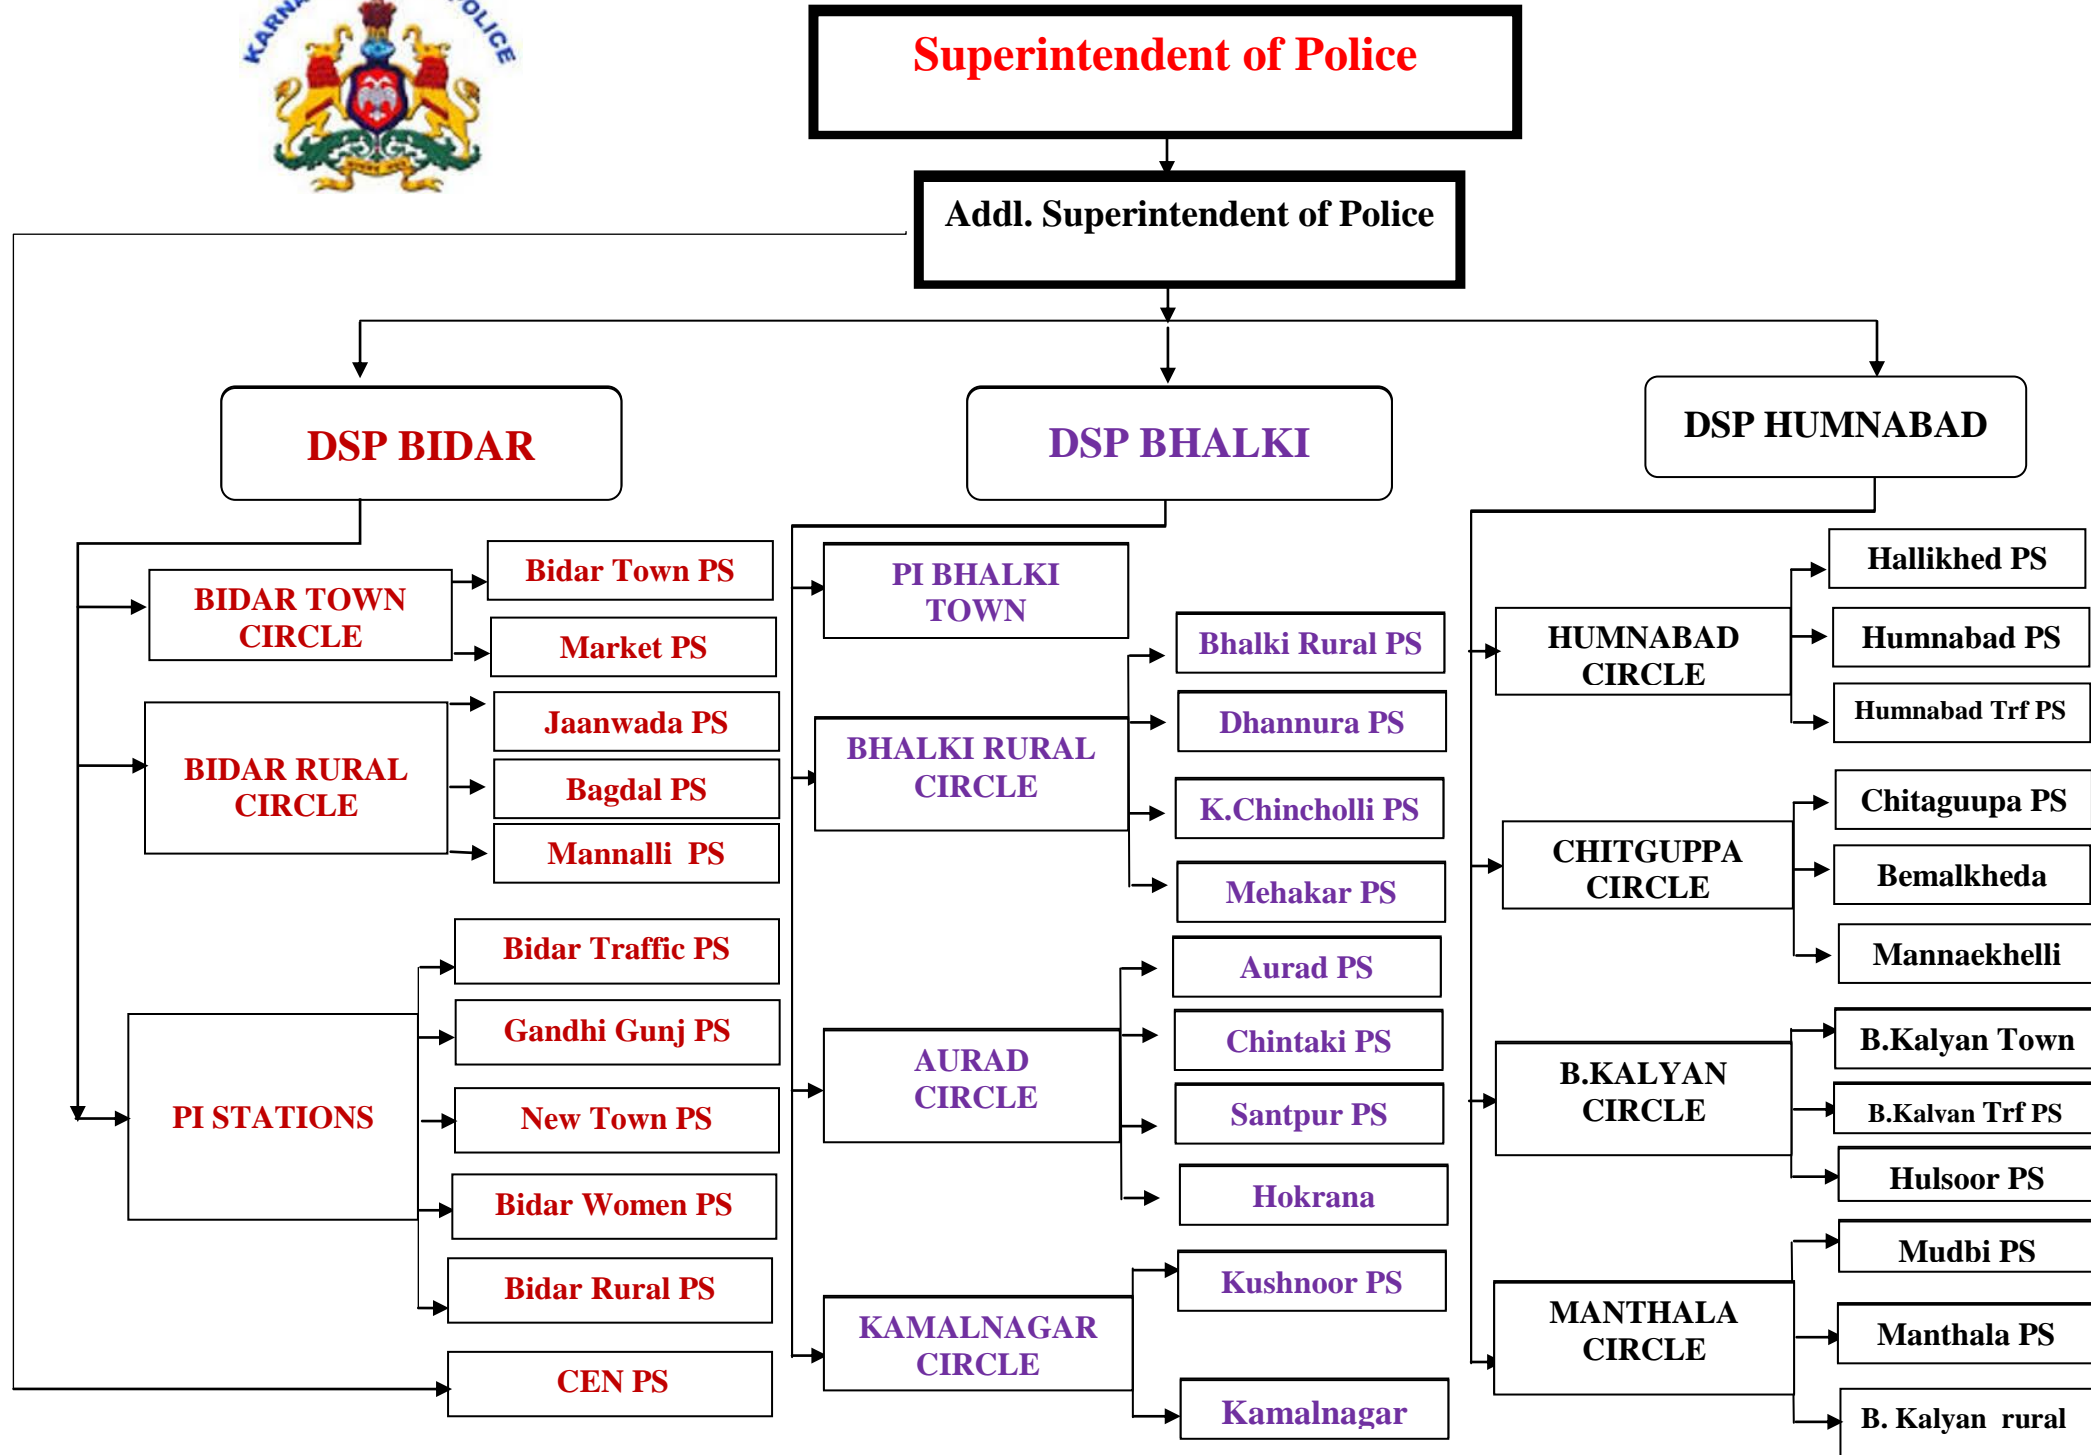 POLICE
Superintendent of Police
Addl. Superintendent of Police
DSP BIDAR
DSP BHALKI
DSP HUMNABAD
BIDAR TOWN
CIRCLE
Bidar Town PS
Market PS
BIDAR RURAL
CIRCLE
Jaanwada PS
Bagdal PS
Mannalli PS
PI STATIONS
Bidar Traffic PS
Gandhi Gunj PS
New Town PS
Bidar Women PS
Bidar Rural PS
CEN PS
PI BHALKI
TOWN
BHALKI RURAL
CIRCLE
Bhalki Rural PS
Dhannura PS
K.Chincholli PS
Mehakar PS
AURAD
CIRCLE
Aurad PS
Chintaki PS
Santpur PS
Hokrana
KAMALNAGAR
CIRCLE
Kushnoor PS
Kamalnagar
HUMNABAD
CIRCLE
Hallikhed PS
Humnabad PS
Humnabad Trf PS
CHITGUPPA
CIRCLE
Chitaguupa PS
Bemalkheda
Mannaekhelli
B.KALYAN
CIRCLE
B.Kalyan Town
B.Kalyan Trf PS
Hulsoor PS
MANTHALA
CIRCLE
Mudbi PS
Manthala PS
B. Kalyan rural